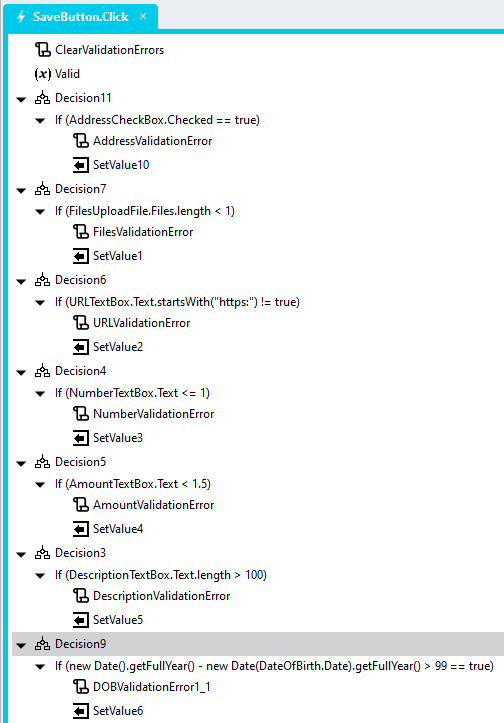 SaveButton.Click ×
ClearValidationErrors
(x) Valid
Decision11
If (AddressCheckBox.Checked == true)
AddressValidationError
SetValue10
Decision7
If (FilesUploadFile.Files.length < 1)
FilesValidationError
SetValue1
Decision6
If (URLTextBox.Text.startsWith("https:") != true)
URLValidationError
SetValue2
Decision4
If (NumberTextBox.Text <= 1)
NumberValidationError
SetValue3
Decision5
If (AmountTextBox.Text < 1.5)
AmountValidationError
SetValue4
Decision3
If (DescriptionTextBox.Text.length > 100)
DescriptionValidationError
SetValue5
Decision9
If (new Date().getFullYear() - new Date(DateOfBirth.Date).getFullYear() > 99 == true)
DOBValidationError1_1
SetValue6